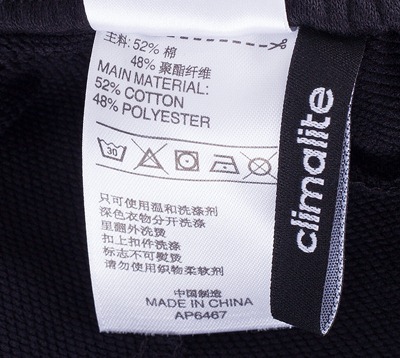 主料: 52% 棉
48% 聚酯纤维
MAIN MATERIAL:
52% COTTON
48% POLYESTER
30
只可使用温和洗涤剂
深色衣物分开洗涤
里翻外洗烫
扣上扣件洗涤
标志不可熨烫
请勿使用织物柔软剂
中国制造
MADE IN CHINA
AP6467
climalite